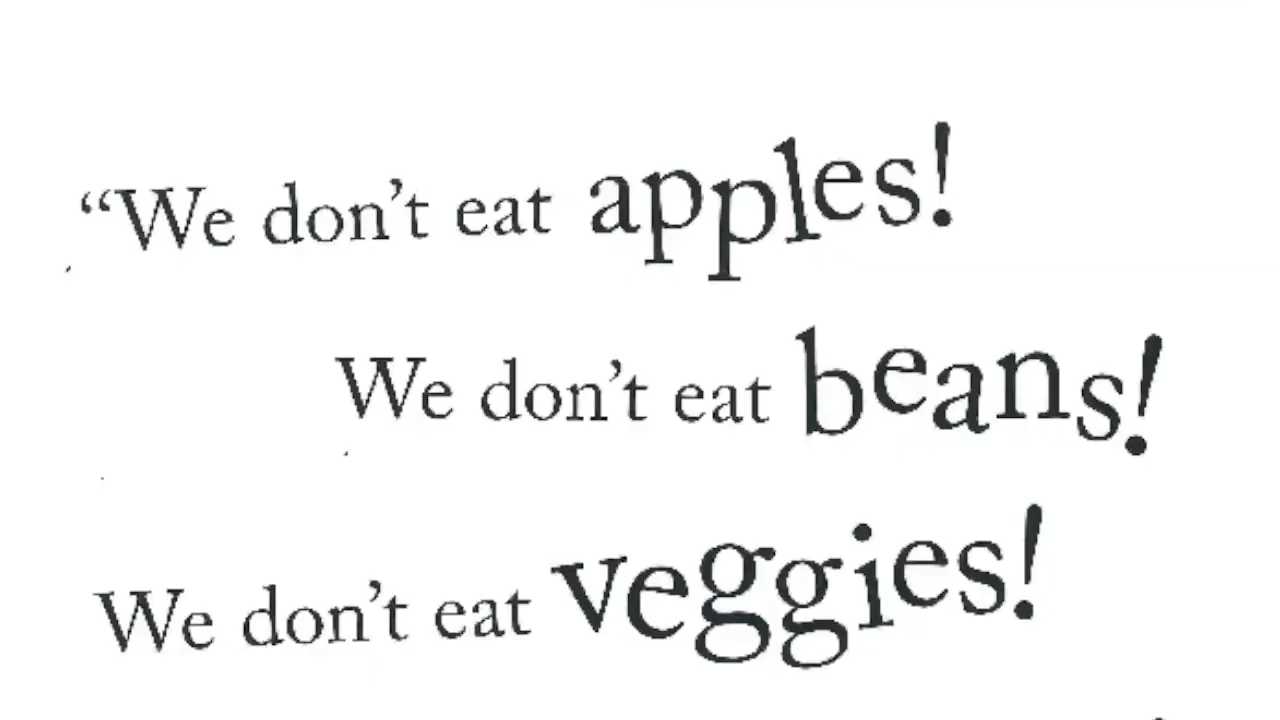 “We don’t eat apples!
We don’t eat beans!
We don’t eat veggies!